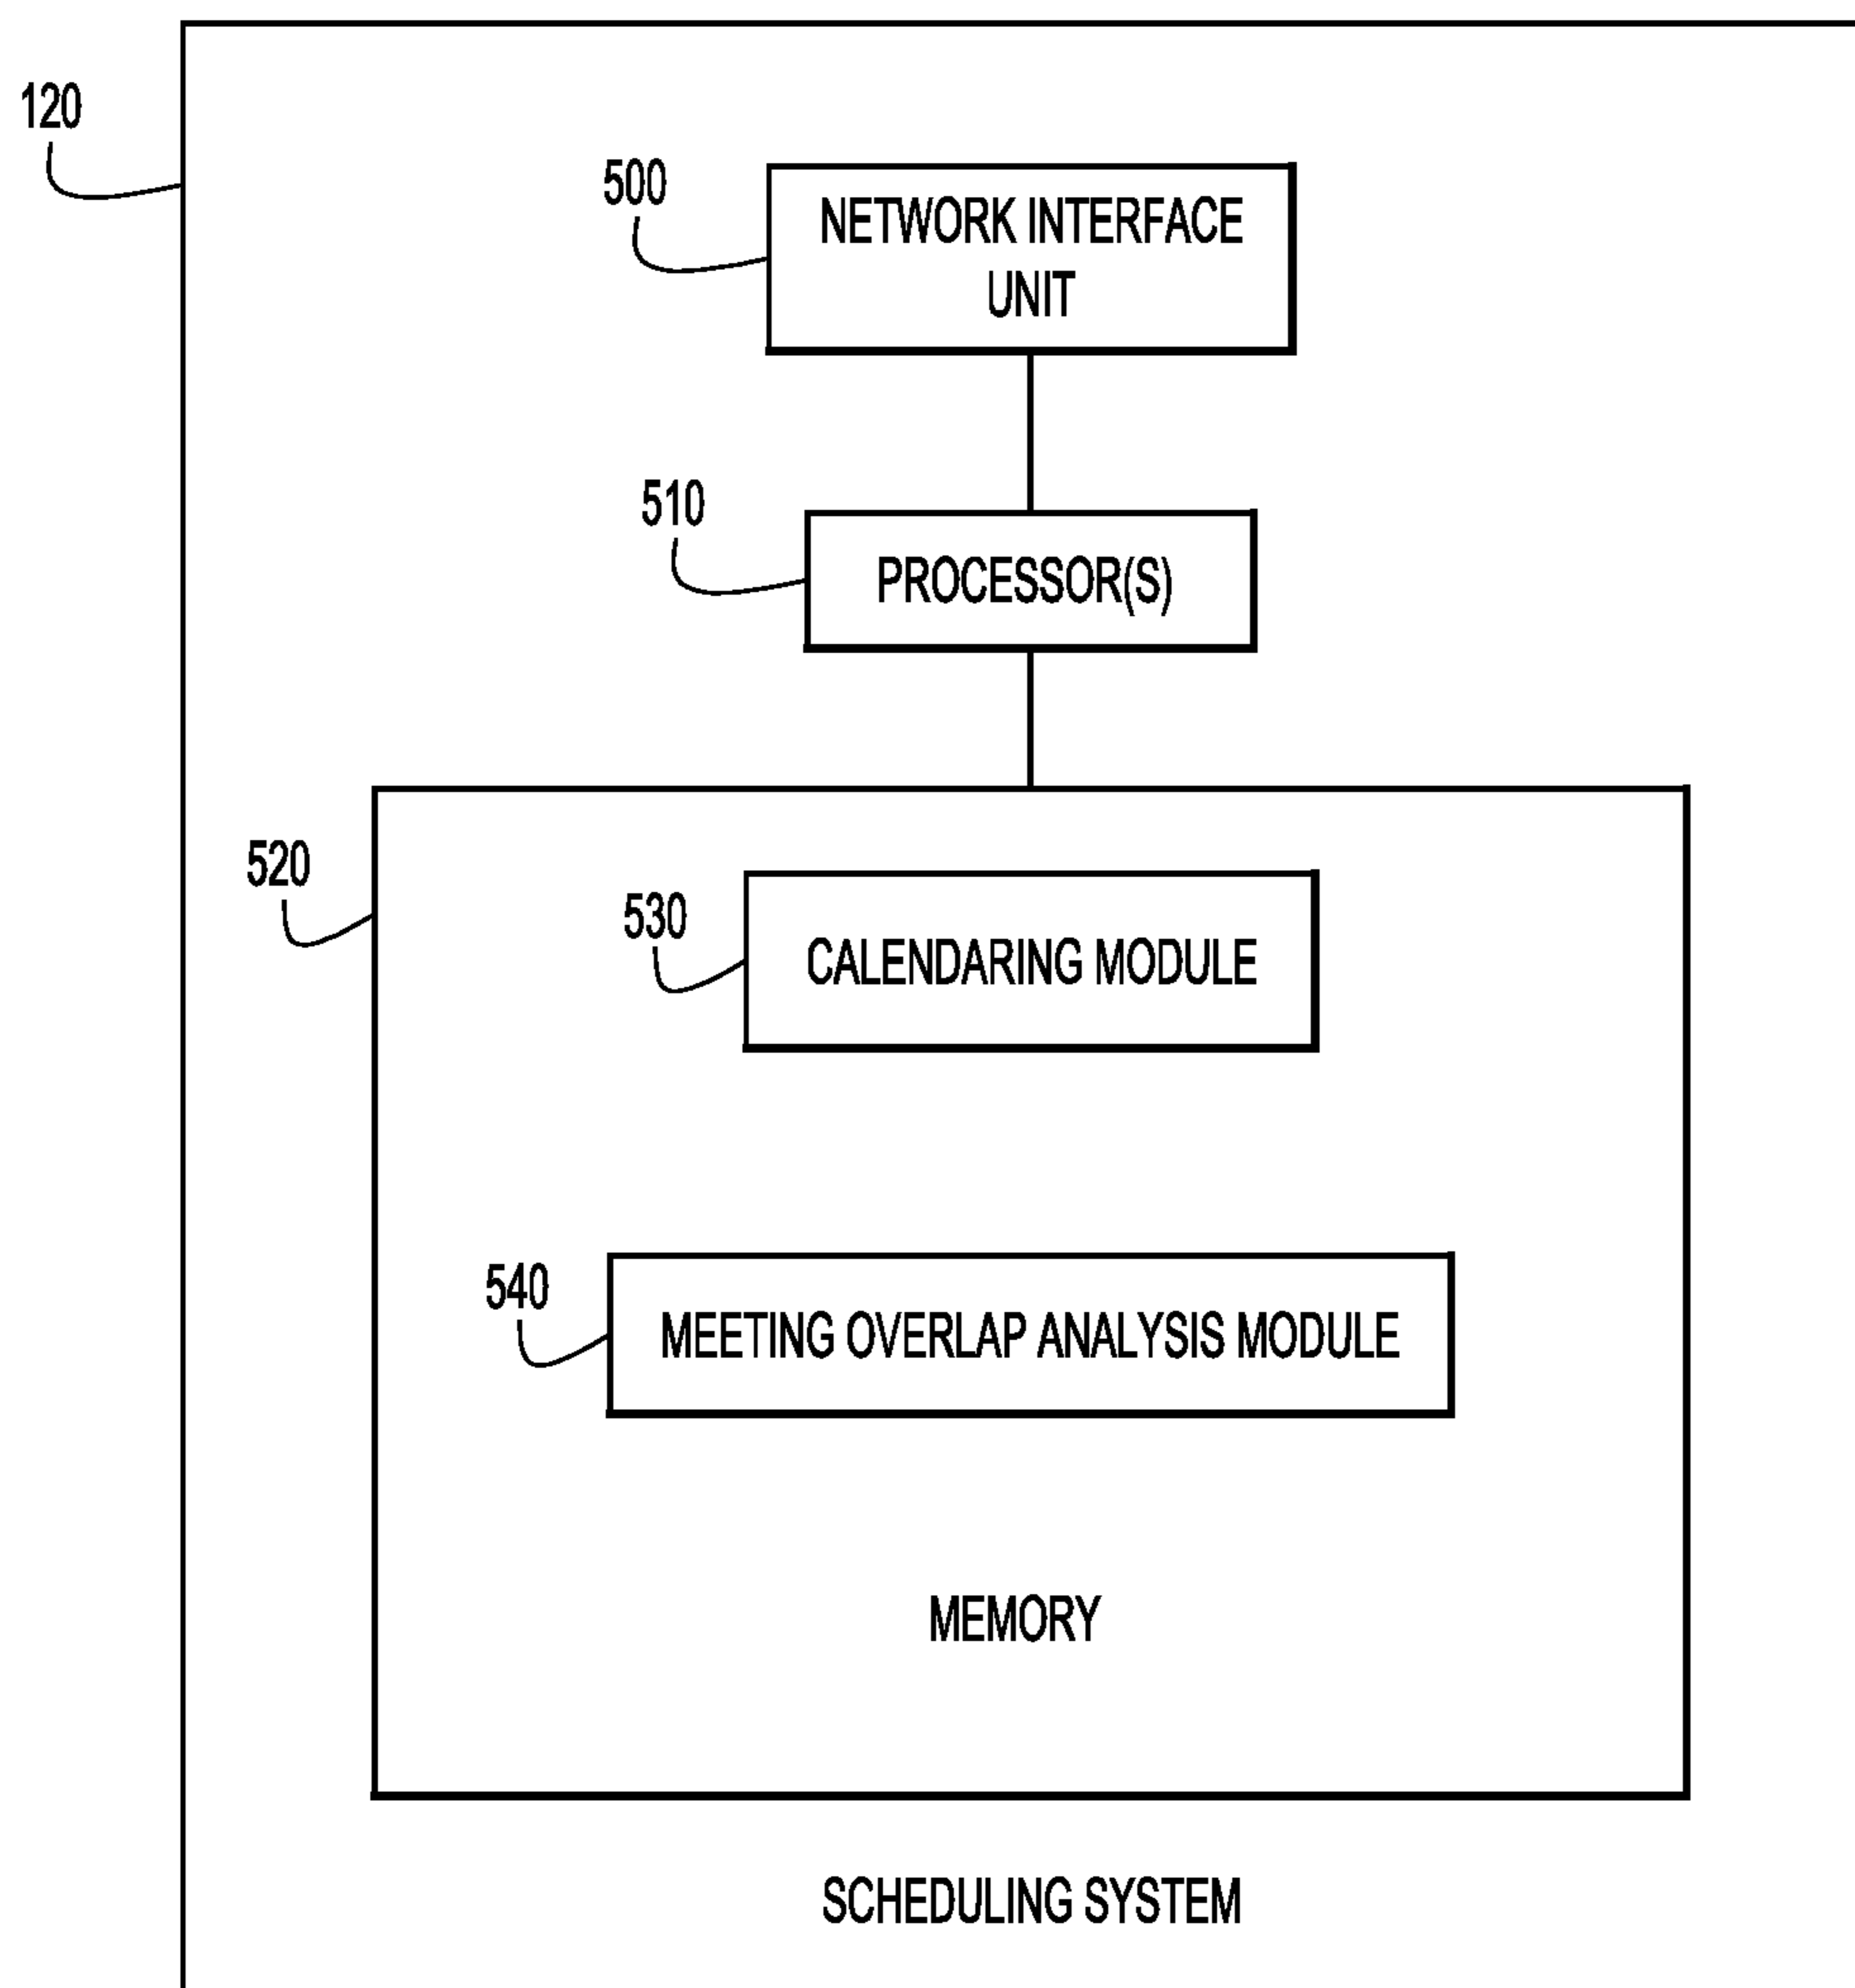 120
500
NETWORK INTERFACE
UNIT
510
PROCESSOR(S)
520
530
CALENDARING MODULE
540
MEETING OVERLAP ANALYSIS MODULE
MEMORY
SCHEDULING SYSTEM